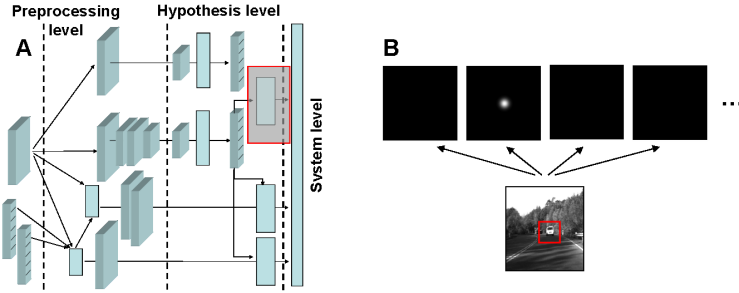 Preprocessing level
Hypothesis level
A
System level
B
...